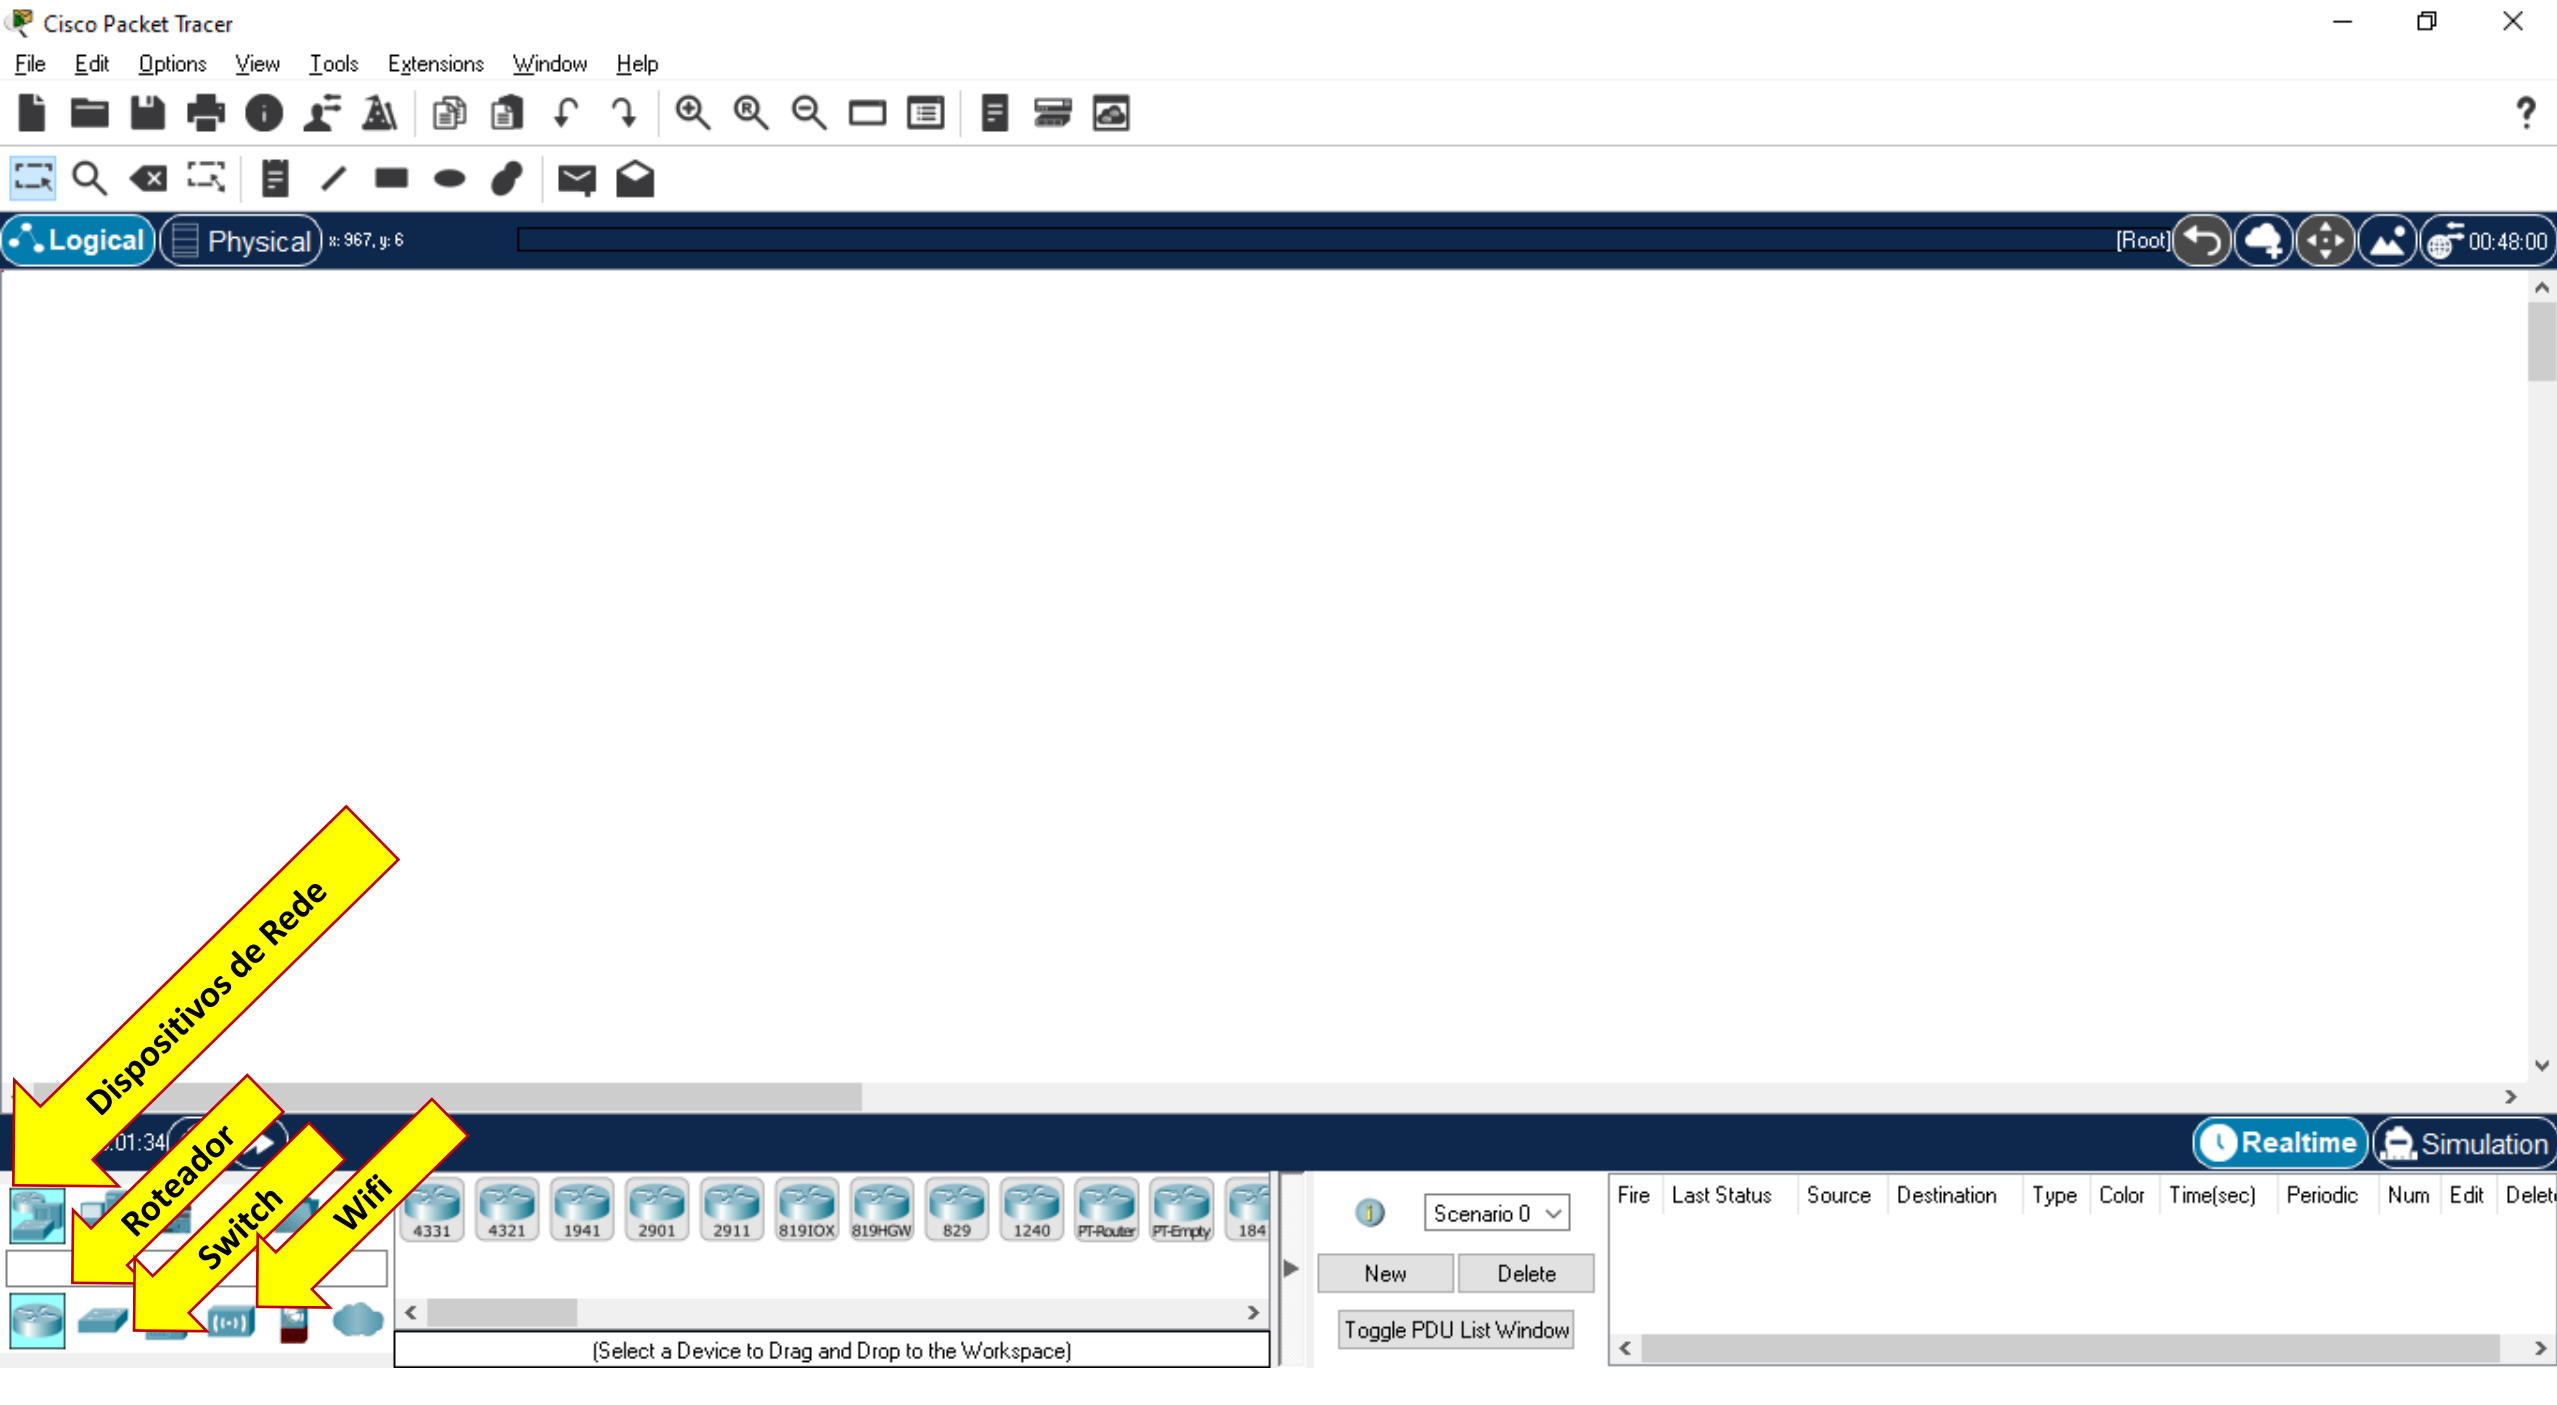 Cisco Packet Tracer
File Edit Options View Tools Extensions Window Help
?
Logical Physical x: 967, y: 6 [Root] 00:48:00
Dispositivos de Rede
Roteador
Switch
Wifi
:01:34
Realtime Simulation
4331 4321 1941 2901 2911 819IOX 819HGW 829 1240 PT-Router PT-Empty 184
(Select a Device to Drag and Drop to the Workspace)
Scenario 0
New Delete
Toggle PDU List Window
Fire Last Status Source Destination Type Color Time(sec) Periodic Num Edit Delet